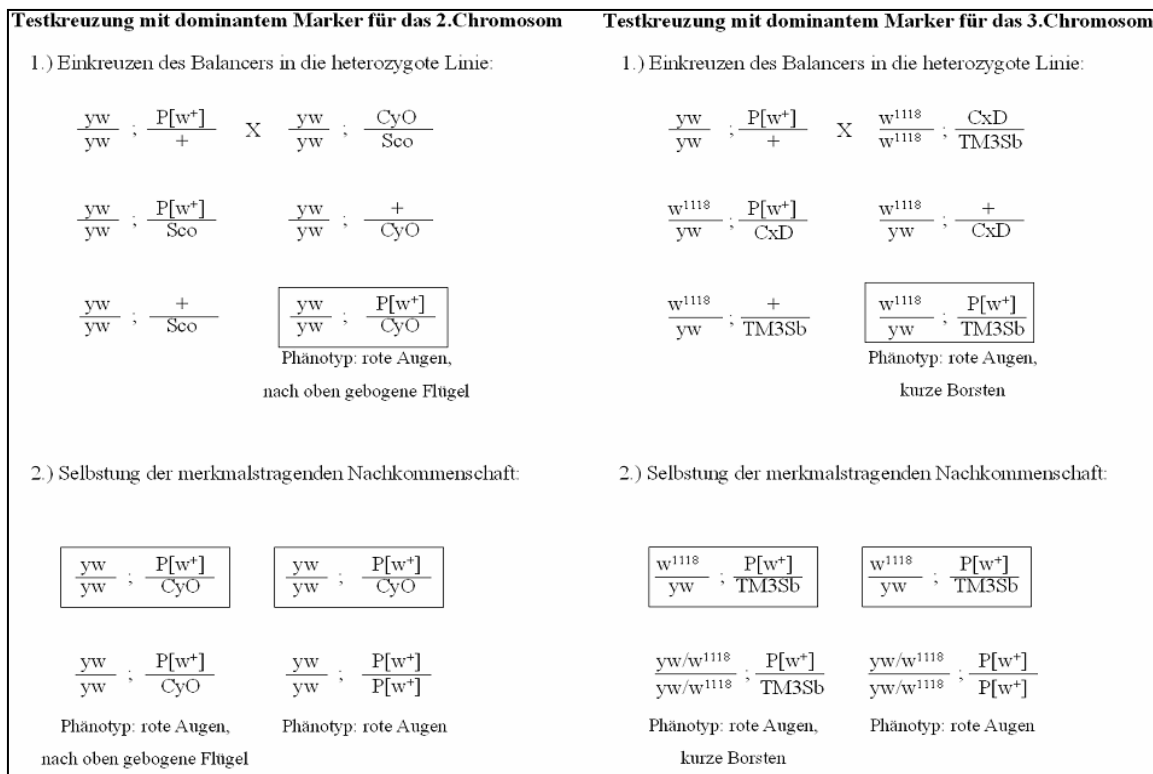 Testkreuzung mit dominantem Marker für das 2.Chromosom
1.) Einkreuzen des Balancers in die heterozygote Linie:
yw P[w⁺] X yw CyO
yw ; + yw ; Sco
yw P[w⁺] yw +
yw ; Sco yw ; CyO
yw + yw P[w⁺]
yw ; Sco yw ; CyO
Phänotyp: rote Augen,
nach oben gebogene Flügel
2.) Selbstung der merkmalstragenden Nachkommenschaft:
yw P[w⁺] yw P[w⁺]
yw ; CyO yw ; CyO
yw P[w⁺] yw P[w⁺]
yw ; CyO yw ; P[w⁺]
Phänotyp: rote Augen, Phänotyp: rote Augen
nach oben gebogene Flügel
Testkreuzung mit dominantem Marker für das 3.Chromosom
1.) Einkreuzen des Balancers in die heterozygote Linie:
yw P[w⁺] X w¹¹¹⁸ CxD
yw ; + w¹¹¹⁸ ; TM3Sb
w¹¹¹⁸ P[w⁺] w¹¹¹⁸ +
yw ; CxD yw ; CxD
w¹¹¹⁸ + w¹¹¹⁸ P[w⁺]
yw ; TM3Sb yw ; TM3Sb
Phänotyp: rote Augen,
kurze Borsten
2.) Selbstung der merkmalstragenden Nachkommenschaft:
w¹¹¹⁸ P[w⁺] w¹¹¹⁸ P[w⁺]
yw ; TM3Sb yw ; TM3Sb
yw/w¹¹¹⁸ P[w⁺] yw/w¹¹¹⁸ P[w⁺]
yw/w¹¹¹⁸ ; TM3Sb yw/w¹¹¹⁸ ; P[w⁺]
Phänotyp: rote Augen, Phänotyp: rote Augen
kurze Borsten